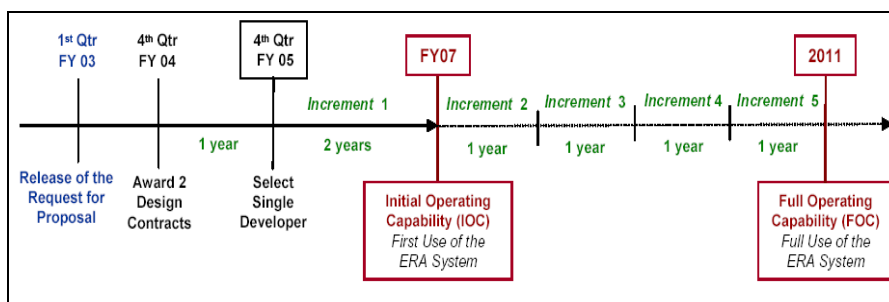 1st Qtr
FY 03
4th Qtr
FY 04
4th Qtr
FY 05
FY07
2011
Increment 1
Increment 2
Increment 3
Increment 4
Increment 5
1 year
2 years
1 year
1 year
1 year
1 year
Release of the
Request for
Proposal
Award 2
Design
Contracts
Select
Single
Developer
Initial Operating
Capability (IOC)
First Use of the
ERA System
Full Operating
Capability (FOC)
Full Use of the
ERA System